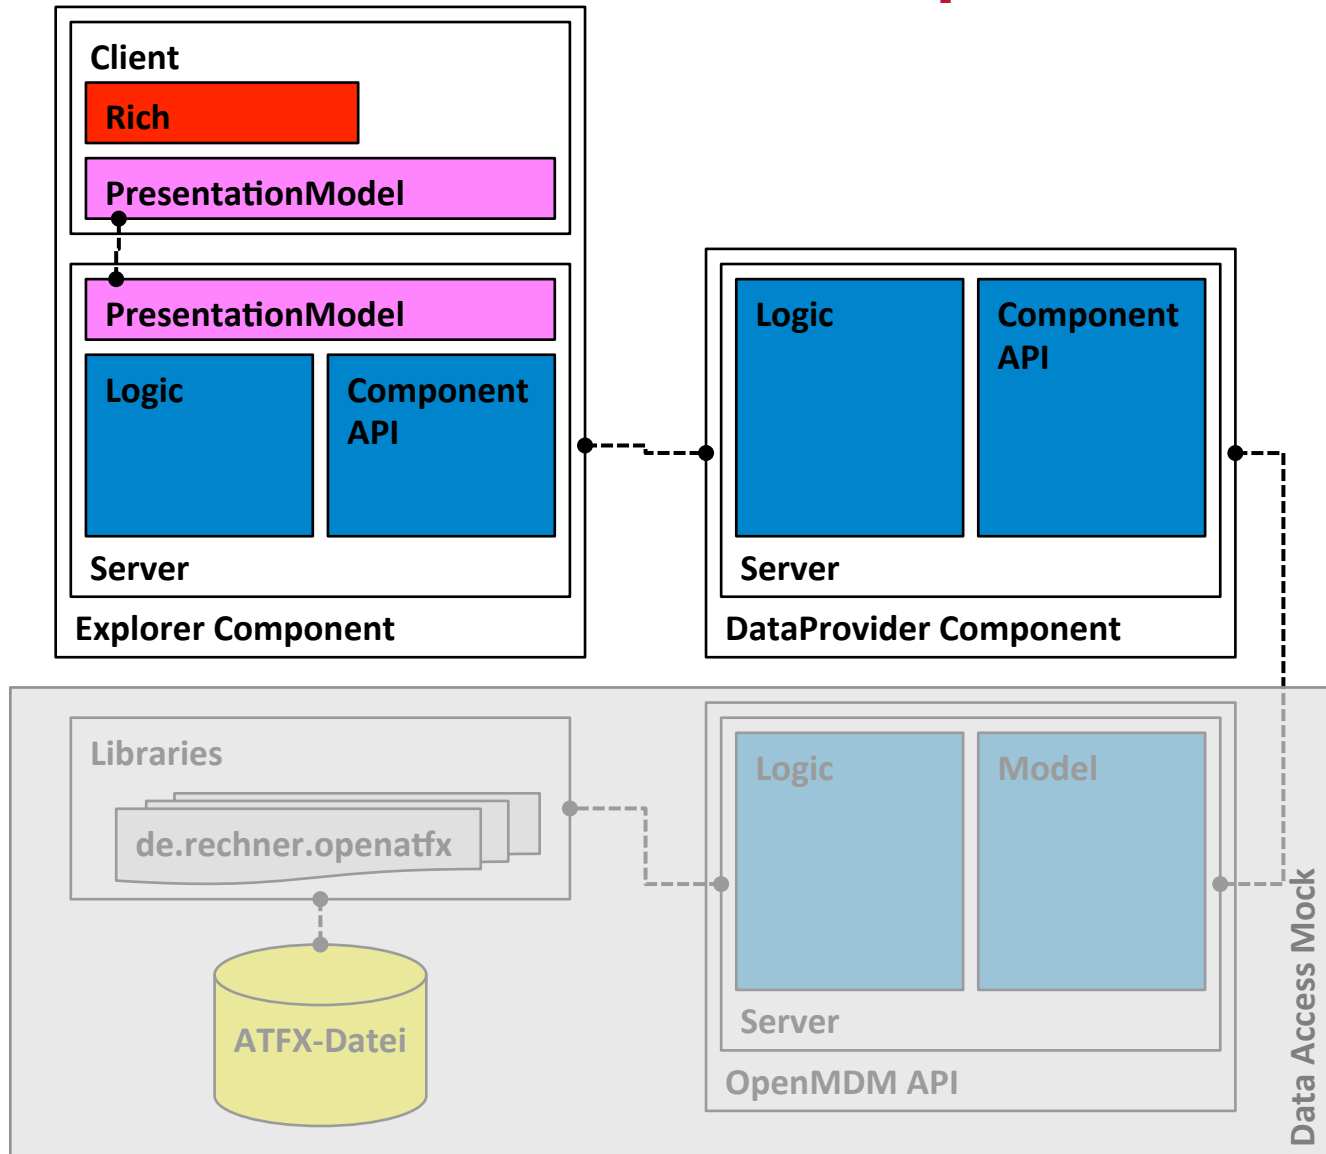 Client
Rich
PresentationModel
PresentationModel
Logic
Component
API
Server
Explorer Component
Logic
Component
API
Server
DataProvider Component
Libraries
de.rechner.openatfx
ATFX-Datei
Logic
Model
Server
OpenMDM API
Data Access Mock